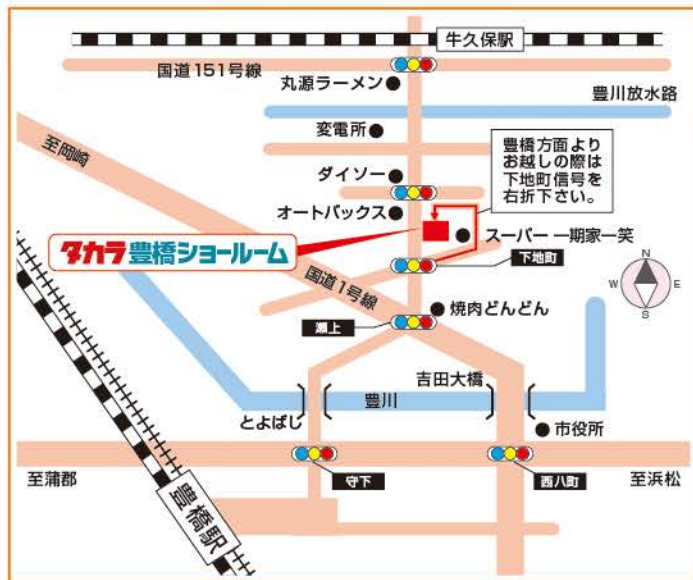 牛久保駅
国道151号線
丸源ラーメン
豊川放水路
変電所
至岡崎
豊橋方面より
お越しの際は
下地町信号を
右折下さい。
ダイソー
オートバックス
スーパー 一期家一笑
タカラ豊橋ショールーム
下地町
国道1号線
N
W
E
S
焼肉どんどん
瀬上
吉田大橋
豊川
とよばし
市役所
至蒲郡
守下
西八町
至浜松
豊橋駅